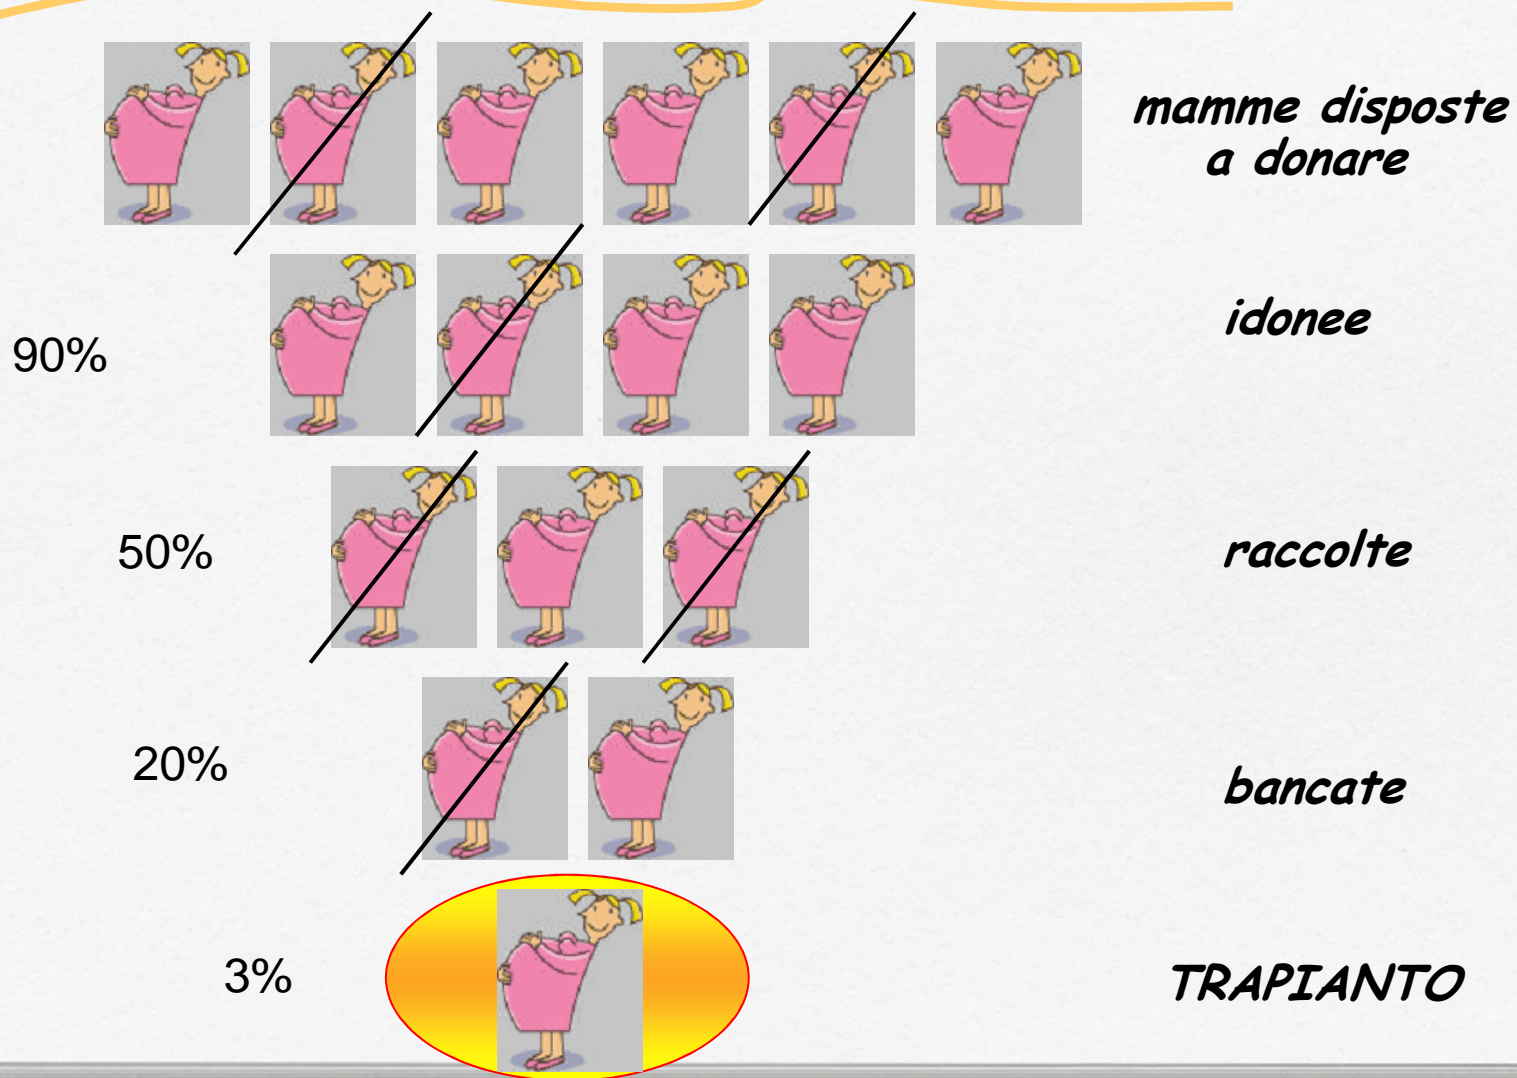 mamme disposte
a donare
idonee
90%
50%
raccolte
20%
bancate
3%
TRAPIANTO